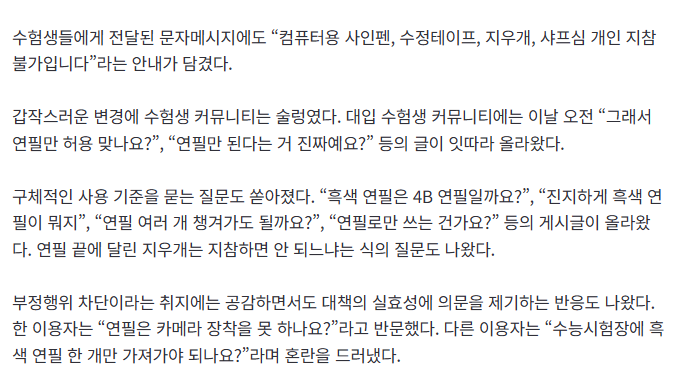 수험생들에게 전달된 문자메시지에도 “컴퓨터용 사인펜, 수정테이프, 지우개, 샤프심 개인 지참
불가입니다”라는 안내가 담겼다.
갑작스러운 변경에 수험생 커뮤니티는 술렁였다. 대입 수험생 커뮤니티에는 이날 오전 “그래서
연필만 허용 맞나요?”, “연필만 된다는 거 진짜예요?” 등의 글이 잇따라 올라왔다.
구체적인 사용 기준을 묻는 질문도 쏟아졌다. “흑색 연필은 4B 연필일까요?”, “진지하게 흑색 연
필이 뭐지”, “연필 여러 개 챙겨가도 될까요?”, “연필로만 쓰는 건가요?” 등의 게시글이 올라왔
다. 연필 끝에 달린 지우개는 지참하면 안 되느냐는 식의 질문도 나왔다.
부정행위 차단이라는 취지에는 공감하면서도 대책의 실효성에 의문을 제기하는 반응도 나왔다.
한 이용자는 “연필은 카메라 장착을 못 하나요?”라고 반문했다. 다른 이용자는 “수능시험장에 흑
색 연필 한 개만 가져가야 되나요?”라며 혼란을 드러냈다.